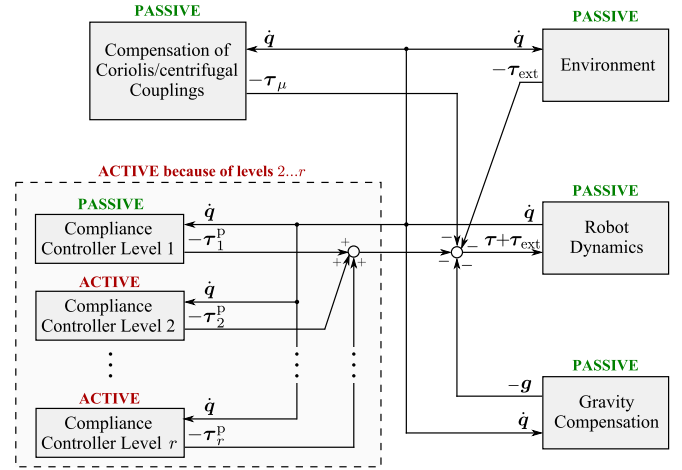 PASSIVE
Compensation of
Coriolis/centrifugal
Couplings
q̇
−τ_μ
q̇
PASSIVE
Environment
−τ_ext
ACTIVE because of levels 2...r
PASSIVE
Compliance
Controller Level 1
q̇
−τ_1^p
+
+
+
−
−
−
−
q̇
τ+τ_ext
PASSIVE
Robot
Dynamics
ACTIVE
Compliance
Controller Level 2
q̇
−τ_2^p
ACTIVE
Compliance
Controller Level r
q̇
−τ_r^p
PASSIVE
Gravity
Compensation
−g
q̇